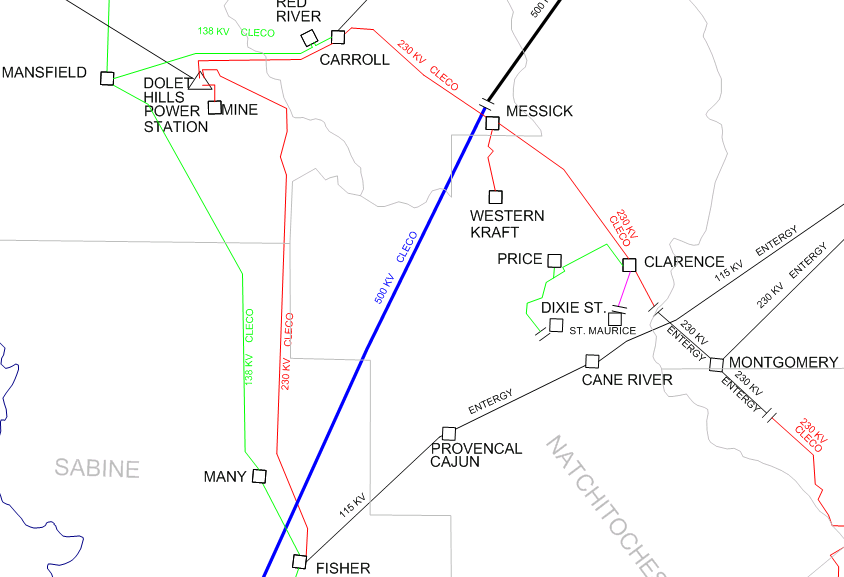 RED
RIVER
138 KV CLECO
500 KV
230 KV CLECO
CARROLL
MANSFIELD
DOLET
HILLS
POWER
STATION
MINE
MESSICK
WESTERN
KRAFT
230 KV
CLECO
500 KV CLECO
PRICE
CLARENCE
115 KV ENTERGY
230 KV ENTERGY
DIXIE ST.
ST. MAURICE
230 KV
ENTERGY
138 KV CLECO
230 KV CLECO
CANE RIVER
MONTGOMERY
230 KV
ENTERGY
ENTERGY
230 KV
CLECO
PROVENCAL
CAJUN
SABINE
MANY
NATCHITOCHES
115 KV
FISHER